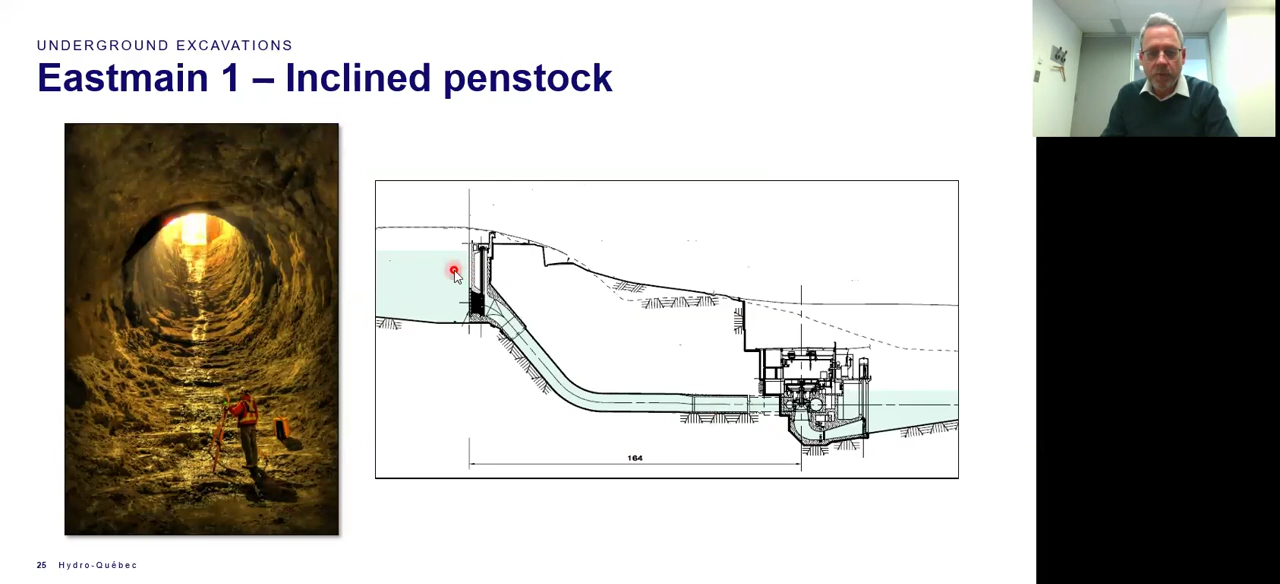 UNDERGROUND EXCAVATIONS
Eastmain 1 – Inclined penstock
164
25 Hydro-Québec